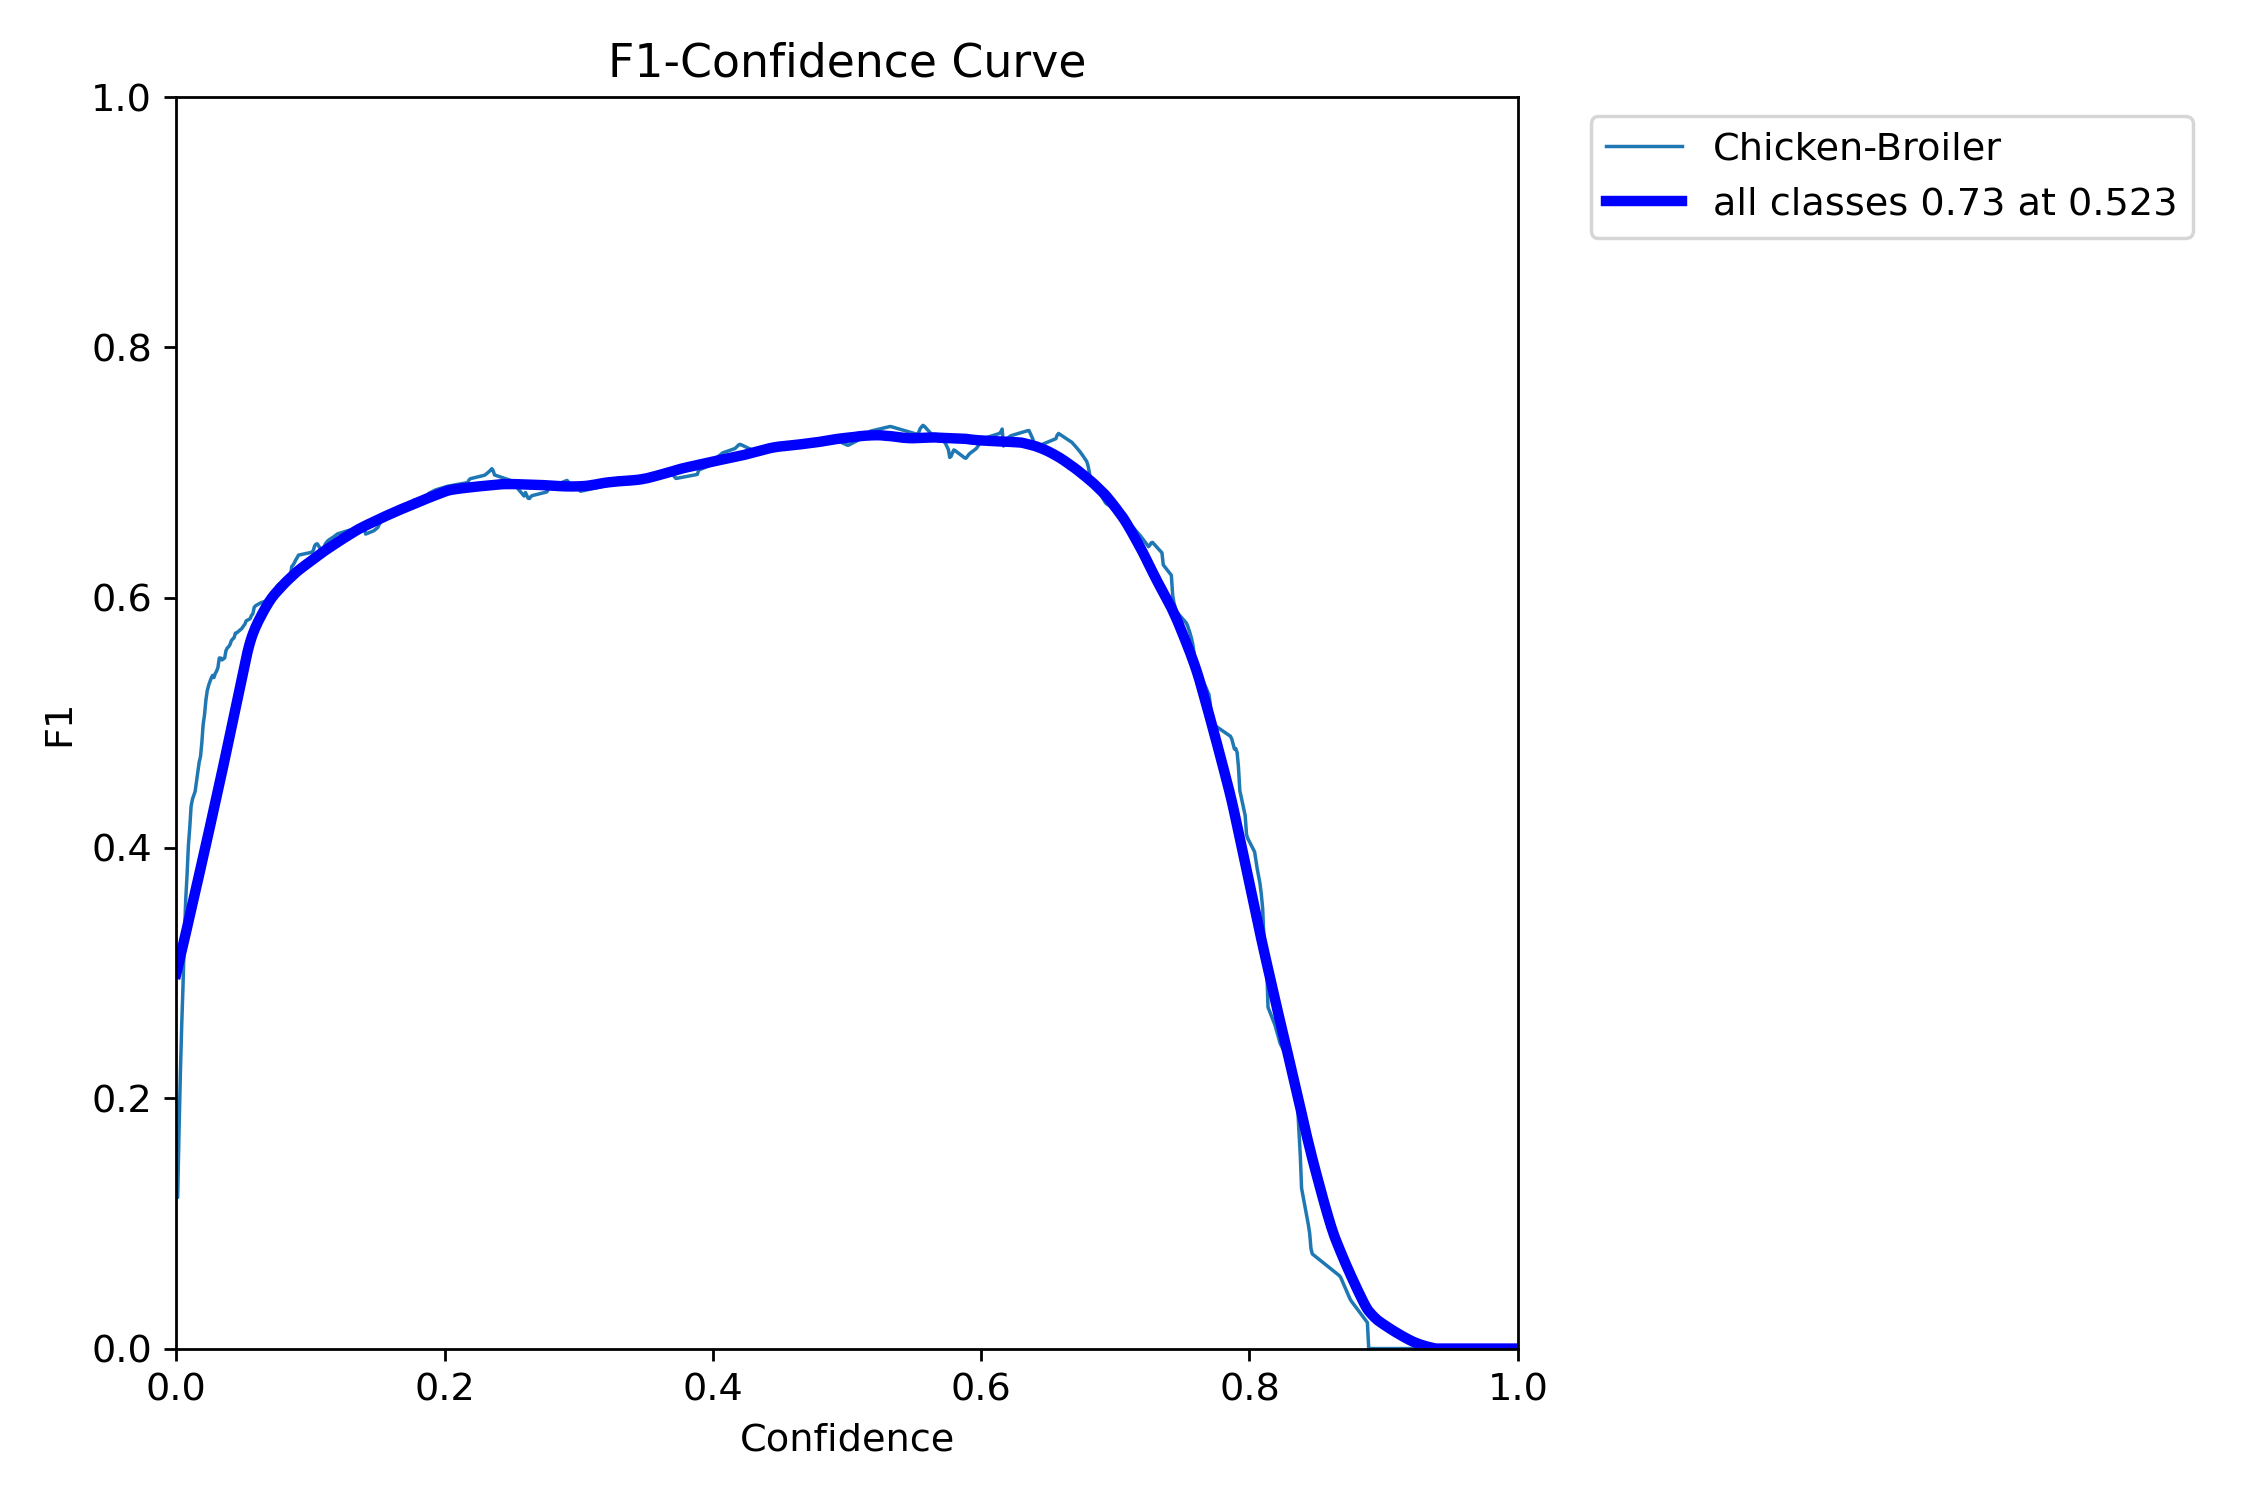 F1-Confidence Curve
1.0
0.8
0.6
0.4
0.2
0.0
F1
0.0 0.2 0.4 0.6 0.8 1.0
Confidence
Chicken-Broiler
all classes 0.73 at 0.523